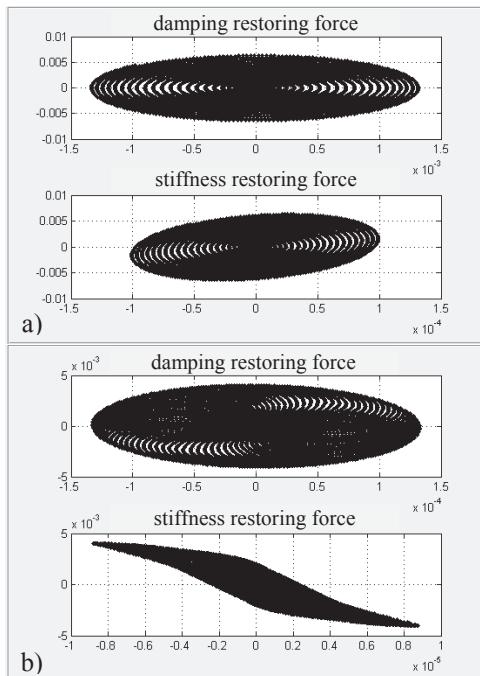 damping restoring force
0.01
0.005
0
-0.005
-0.01
-1.5 -1 -0.5 0 0.5 1 1.5
x 10-3
stiffness restoring force
0.01
0.005
0
-0.005
-0.01
-1.5 -1 -0.5 0 0.5 1 1.5
x 10-4
a)
x 10-3
damping restoring force
5
0
-5
-1.5 -1 -0.5 0 0.5 1 1.5
x 10-4
x 10-3
stiffness restoring force
5
0
-5
-1 -0.8 -0.6 -0.4 -0.2 0 0.2 0.4 0.6 0.8 1
x 10-5
b)